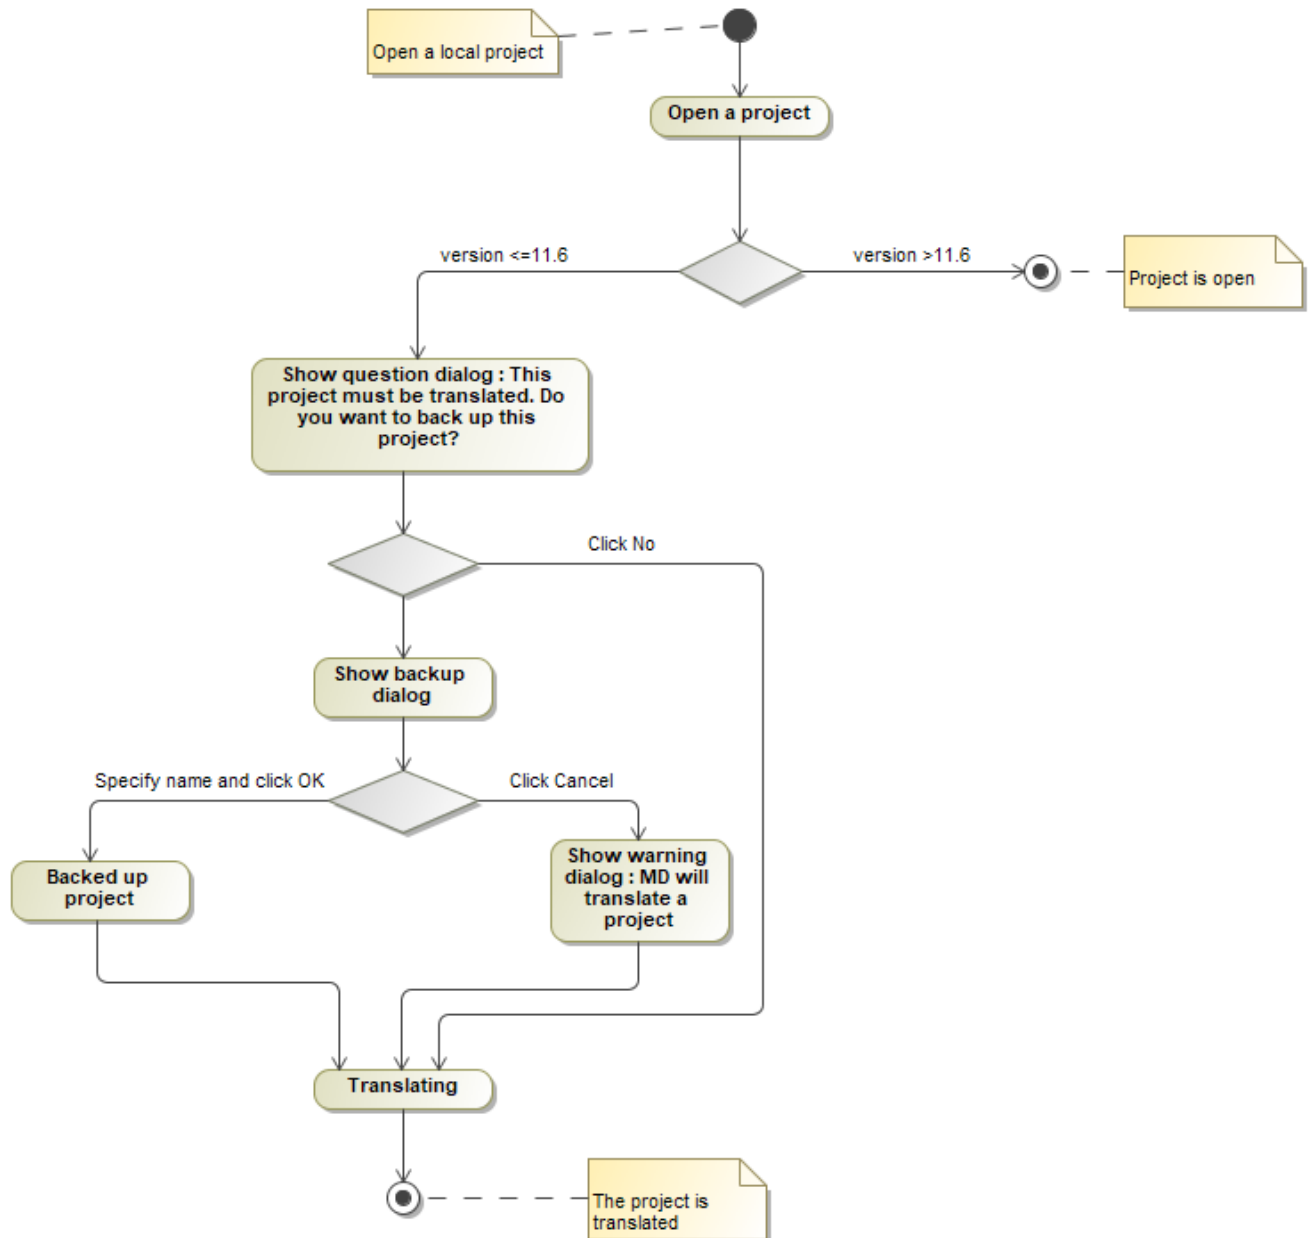 Open a local project
Open a project
version <=11.6
version >11.6
Project is open
Show question dialog : This
project must be translated. Do
you want to back up this
project?
Click No
Show backup
dialog
Specify name and click OK
Click Cancel
Backed up
project
Show warning
dialog : MD will
translate a
project
Translating
The project is
translated